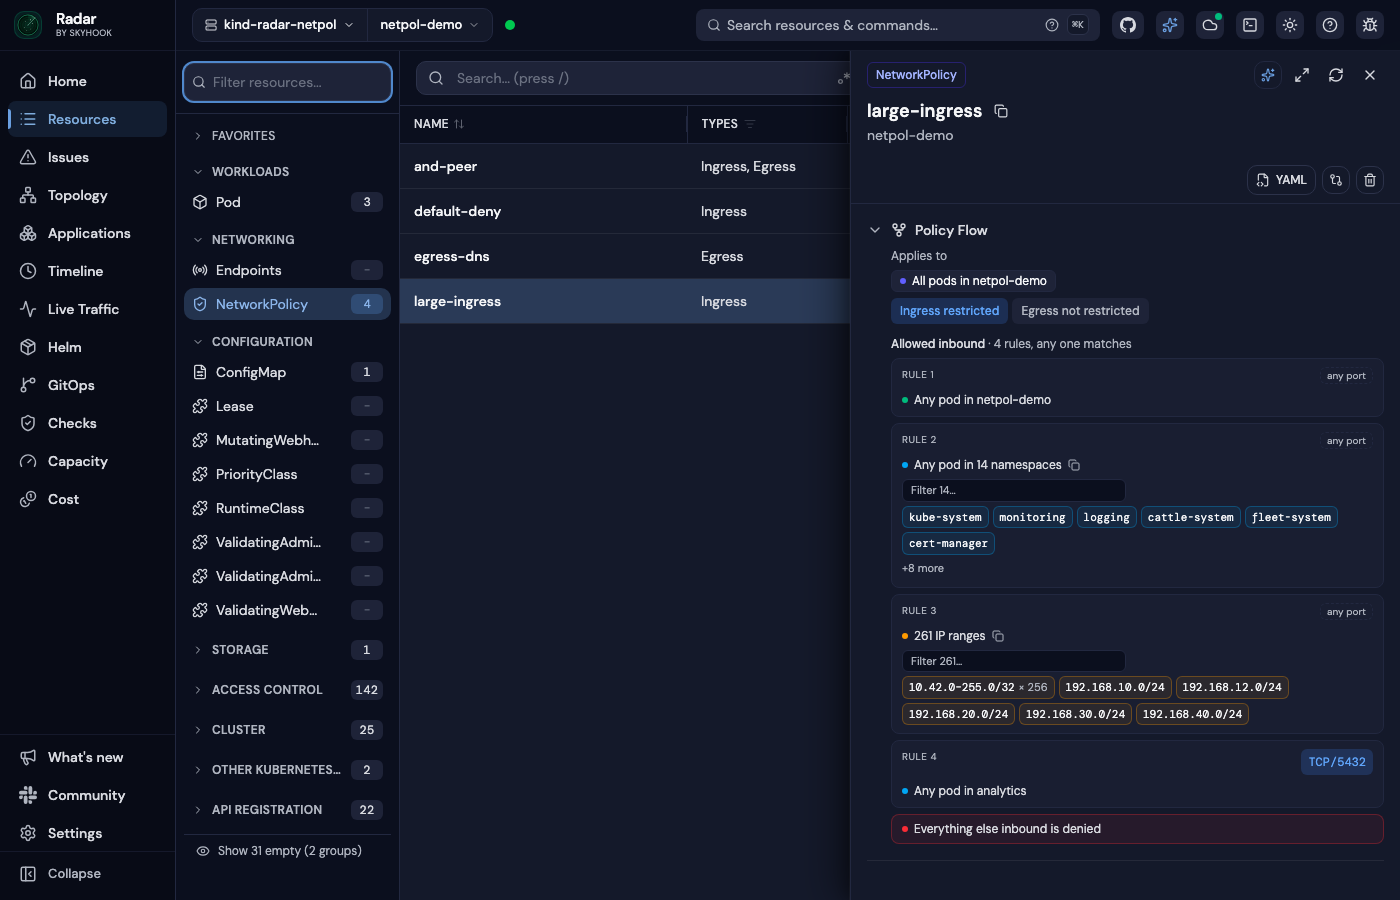 Radar
BY SKYHOOK
kind-radar-netpol
netpol-demo
Search resources & commands...
⌘K
Home
Resources
Issues
Topology
Applications
Timeline
Live Traffic
Helm
GitOps
Checks
Capacity
Cost
What's new
Community
Settings
Collapse
Filter resources...
FAVORITES
WORKLOADS
Pod 3
NETWORKING
Endpoints -
NetworkPolicy 4
CONFIGURATION
ConfigMap 1
Lease -
MutatingWebh... -
PriorityClass -
RuntimeClass -
ValidatingAdmi... -
ValidatingAdmi... -
ValidatingWeb... -
STORAGE 1
ACCESS CONTROL 142
CLUSTER 25
OTHER KUBERNETES... 2
API REGISTRATION 22
Show 31 empty (2 groups)
Search... (press /) .*
NAME TYPES
and-peer Ingress, Egress
default-deny Ingress
egress-dns Egress
large-ingress Ingress
NetworkPolicy
large-ingress
netpol-demo
YAML
Policy Flow
Applies to
All pods in netpol-demo
Ingress restricted Egress not restricted
Allowed inbound · 4 rules, any one matches
RULE 1 any port
Any pod in netpol-demo
RULE 2 any port
Any pod in 14 namespaces
Filter 14...
kube-system monitoring logging cattle-system fleet-system
cert-manager
+8 more
RULE 3 any port
261 IP ranges
Filter 261...
10.42.0-255.0/32 × 256 192.168.10.0/24 192.168.12.0/24
192.168.20.0/24 192.168.30.0/24 192.168.40.0/24
RULE 4 TCP/5432
Any pod in analytics
Everything else inbound is denied